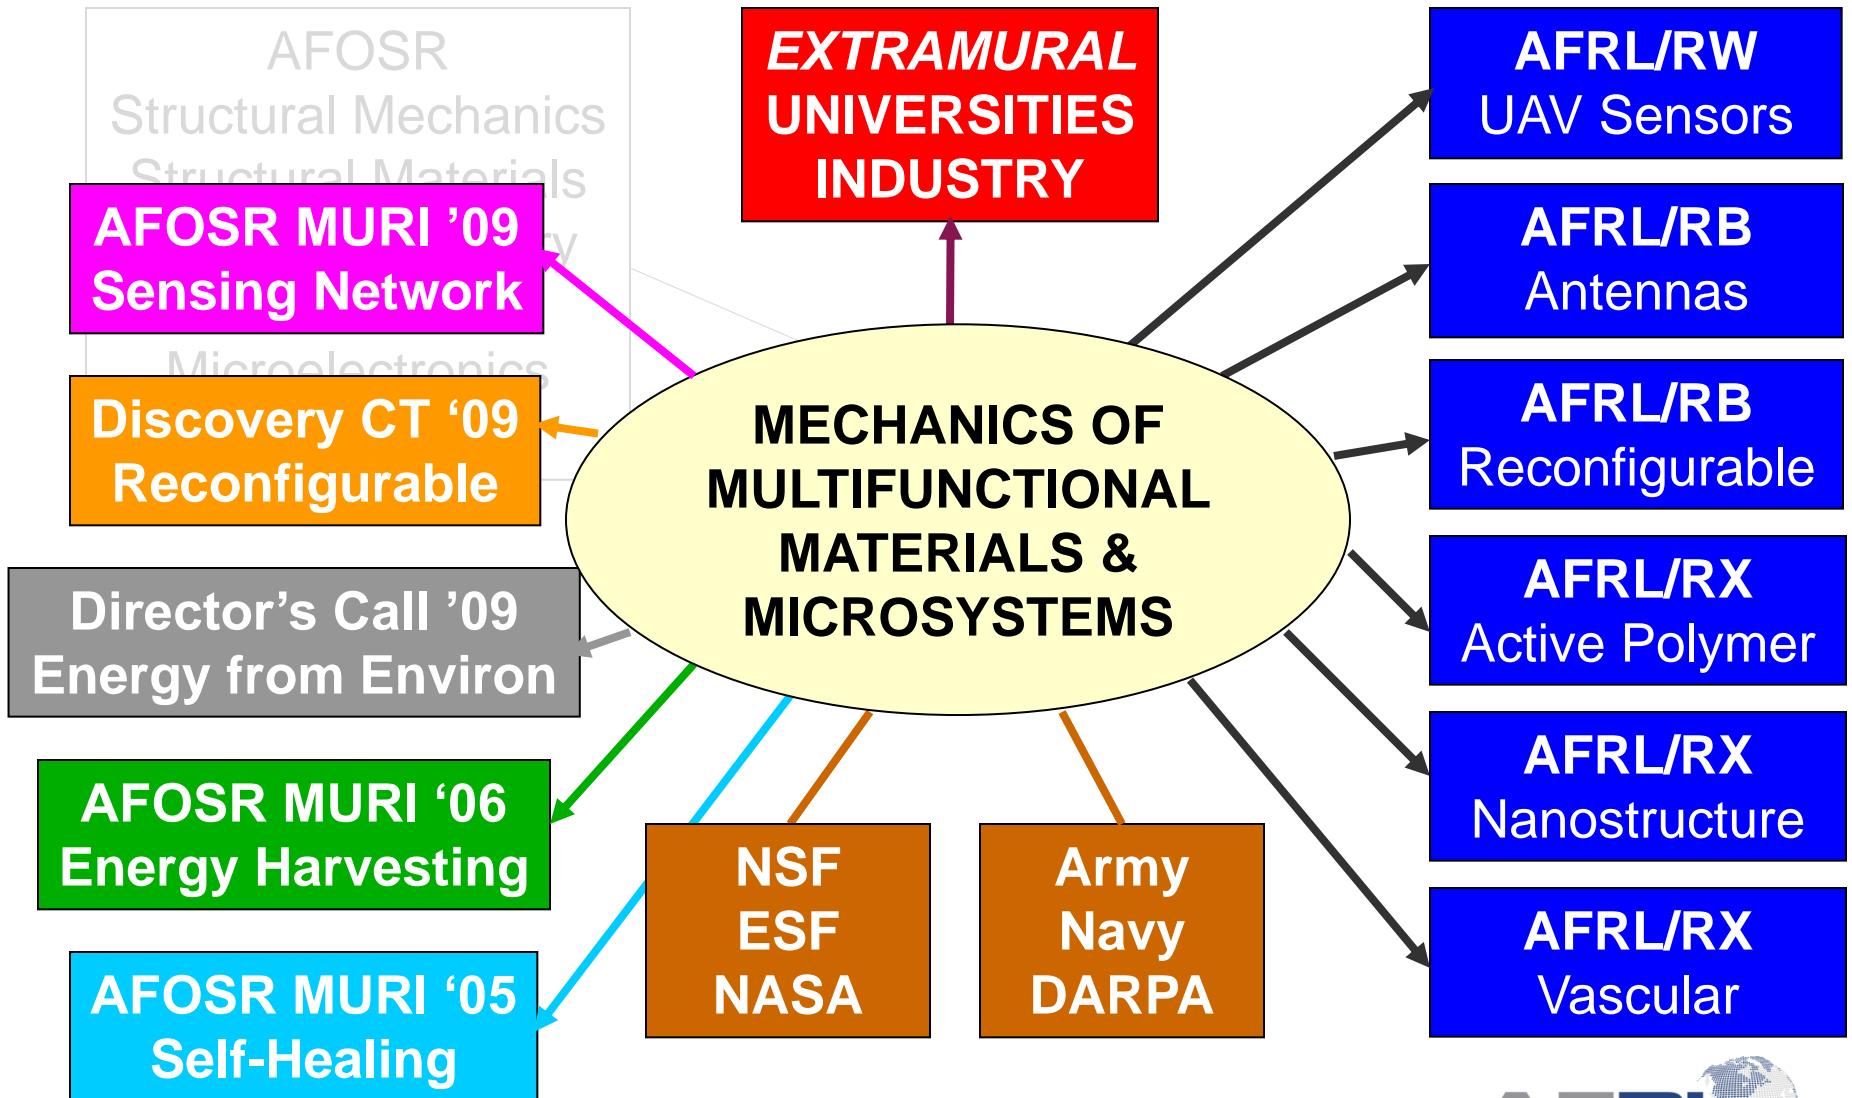 AFOSR
Structural Mechanics
Structural Materials
Microelectronics
EXTRAMURAL
UNIVERSITIES
INDUSTRY
AFOSR MURI ’09
Sensing Network
Discovery CT ‘09
Reconfigurable
Director’s Call ’09
Energy from Environ
AFOSR MURI ‘06
Energy Harvesting
AFOSR MURI ‘05
Self-Healing
MECHANICS OF
MULTIFUNCTIONAL
MATERIALS &
MICROSYSTEMS
NSF
ESF
NASA
Army
Navy
DARPA
AFRL/RW
UAV Sensors
AFRL/RB
Antennas
AFRL/RB
Reconfigurable
AFRL/RX
Active Polymer
AFRL/RX
Nanostructure
AFRL/RX
Vascular